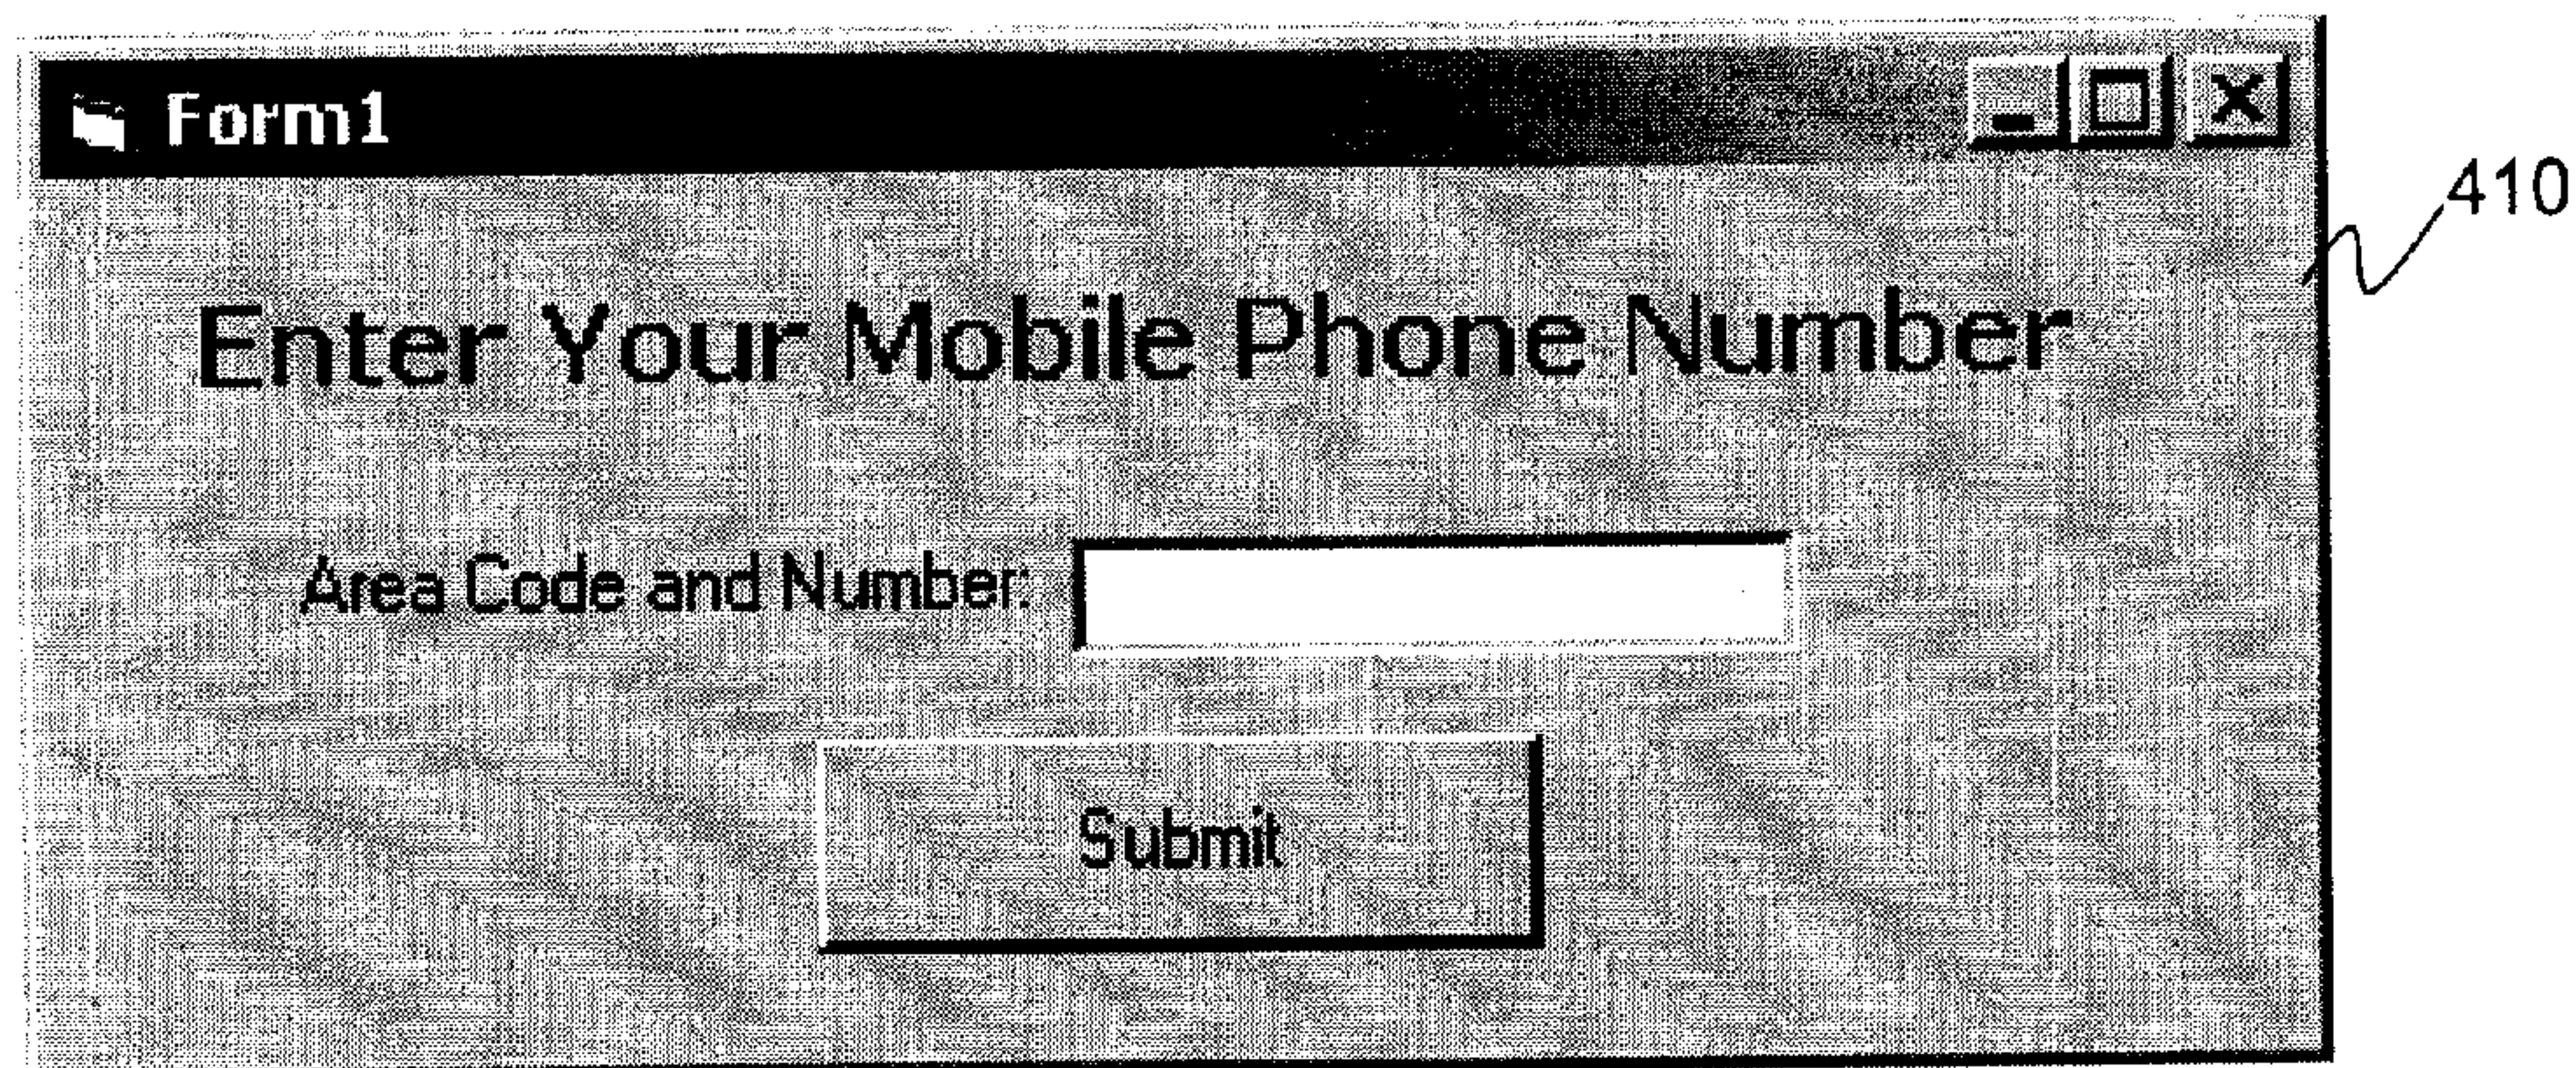 Form1
410
Enter Your Mobile Phone Number
Area Code and Number:
Submit